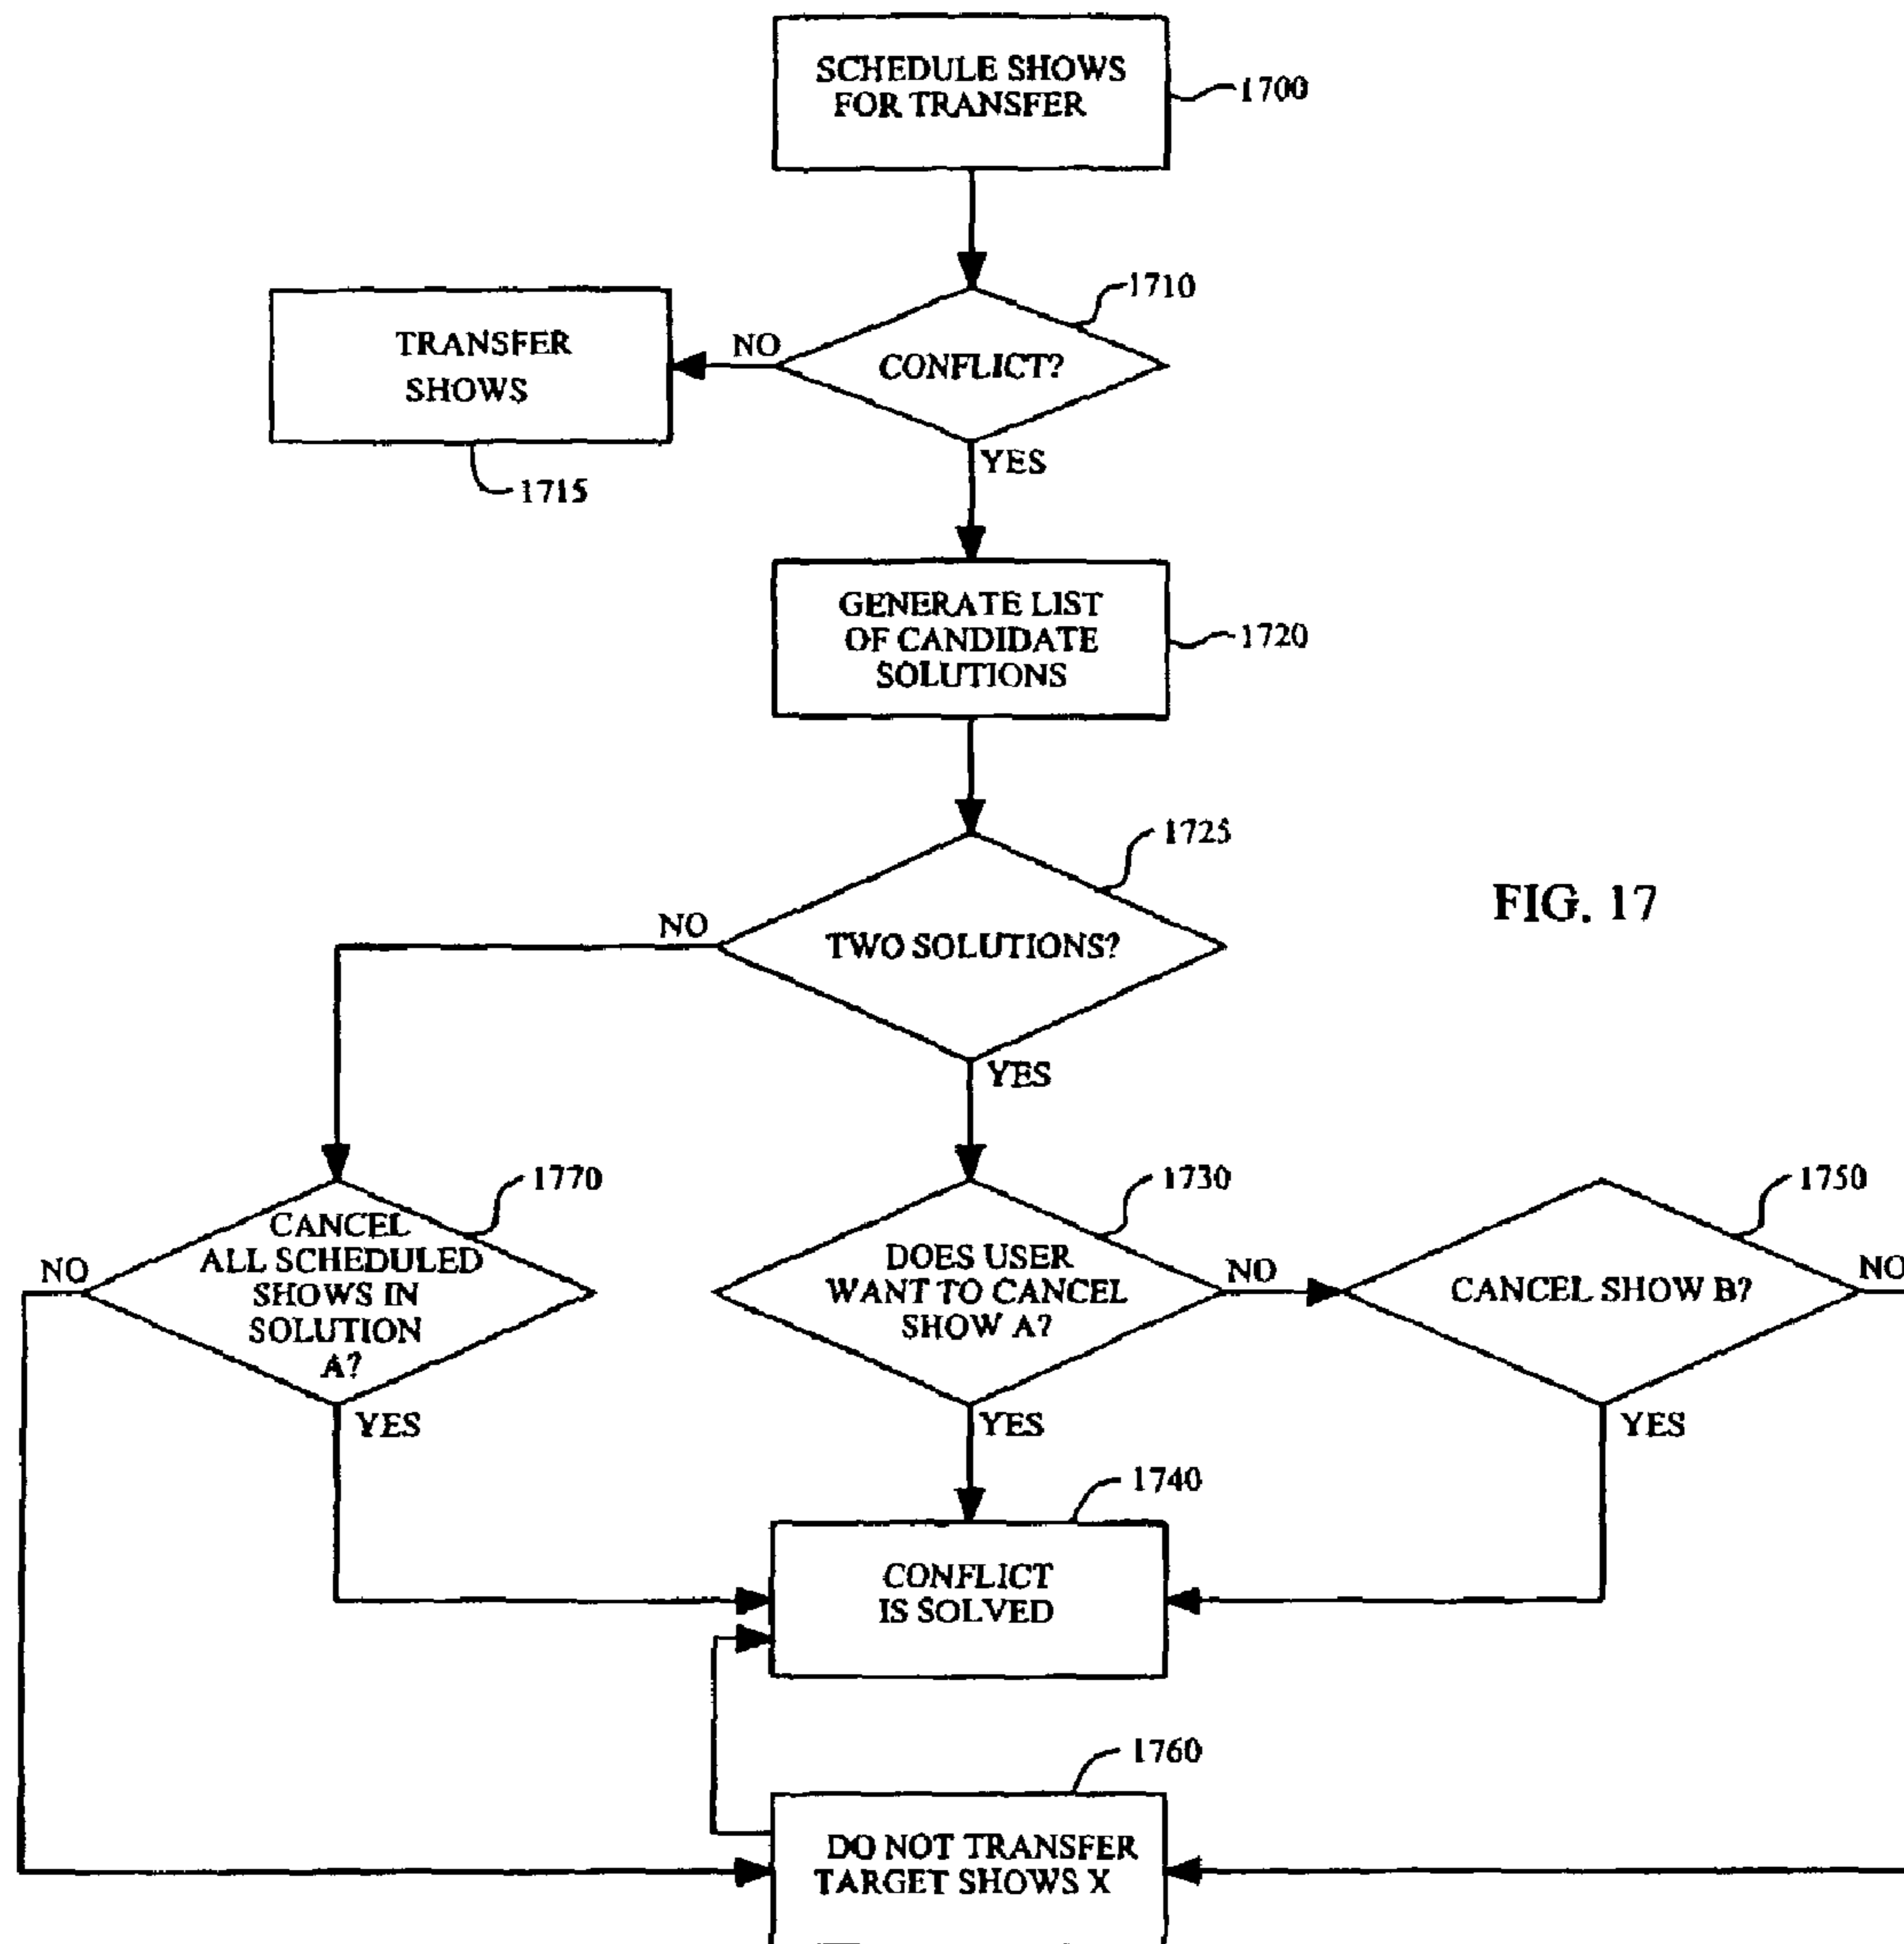 SCHEDULE SHOWS
FOR TRANSFER
1700
1710
NO
CONFLICT?
TRANSFER
SHOWS
YES
1715
GENERATE LIST
OF CANDIDATE
SOLUTIONS
1720
1725
FIG. 17
NO
TWO SOLUTIONS?
YES
1770
CANCEL
ALL SCHEDULED
SHOWS IN
SOLUTION
A?
NO
YES
1730
DOES USER
WANT TO CANCEL
SHOW A?
NO
YES
1750
CANCEL SHOW B?
NO
YES
1740
CONFLICT
IS SOLVED
1760
DO NOT TRANSFER
TARGET SHOWS X